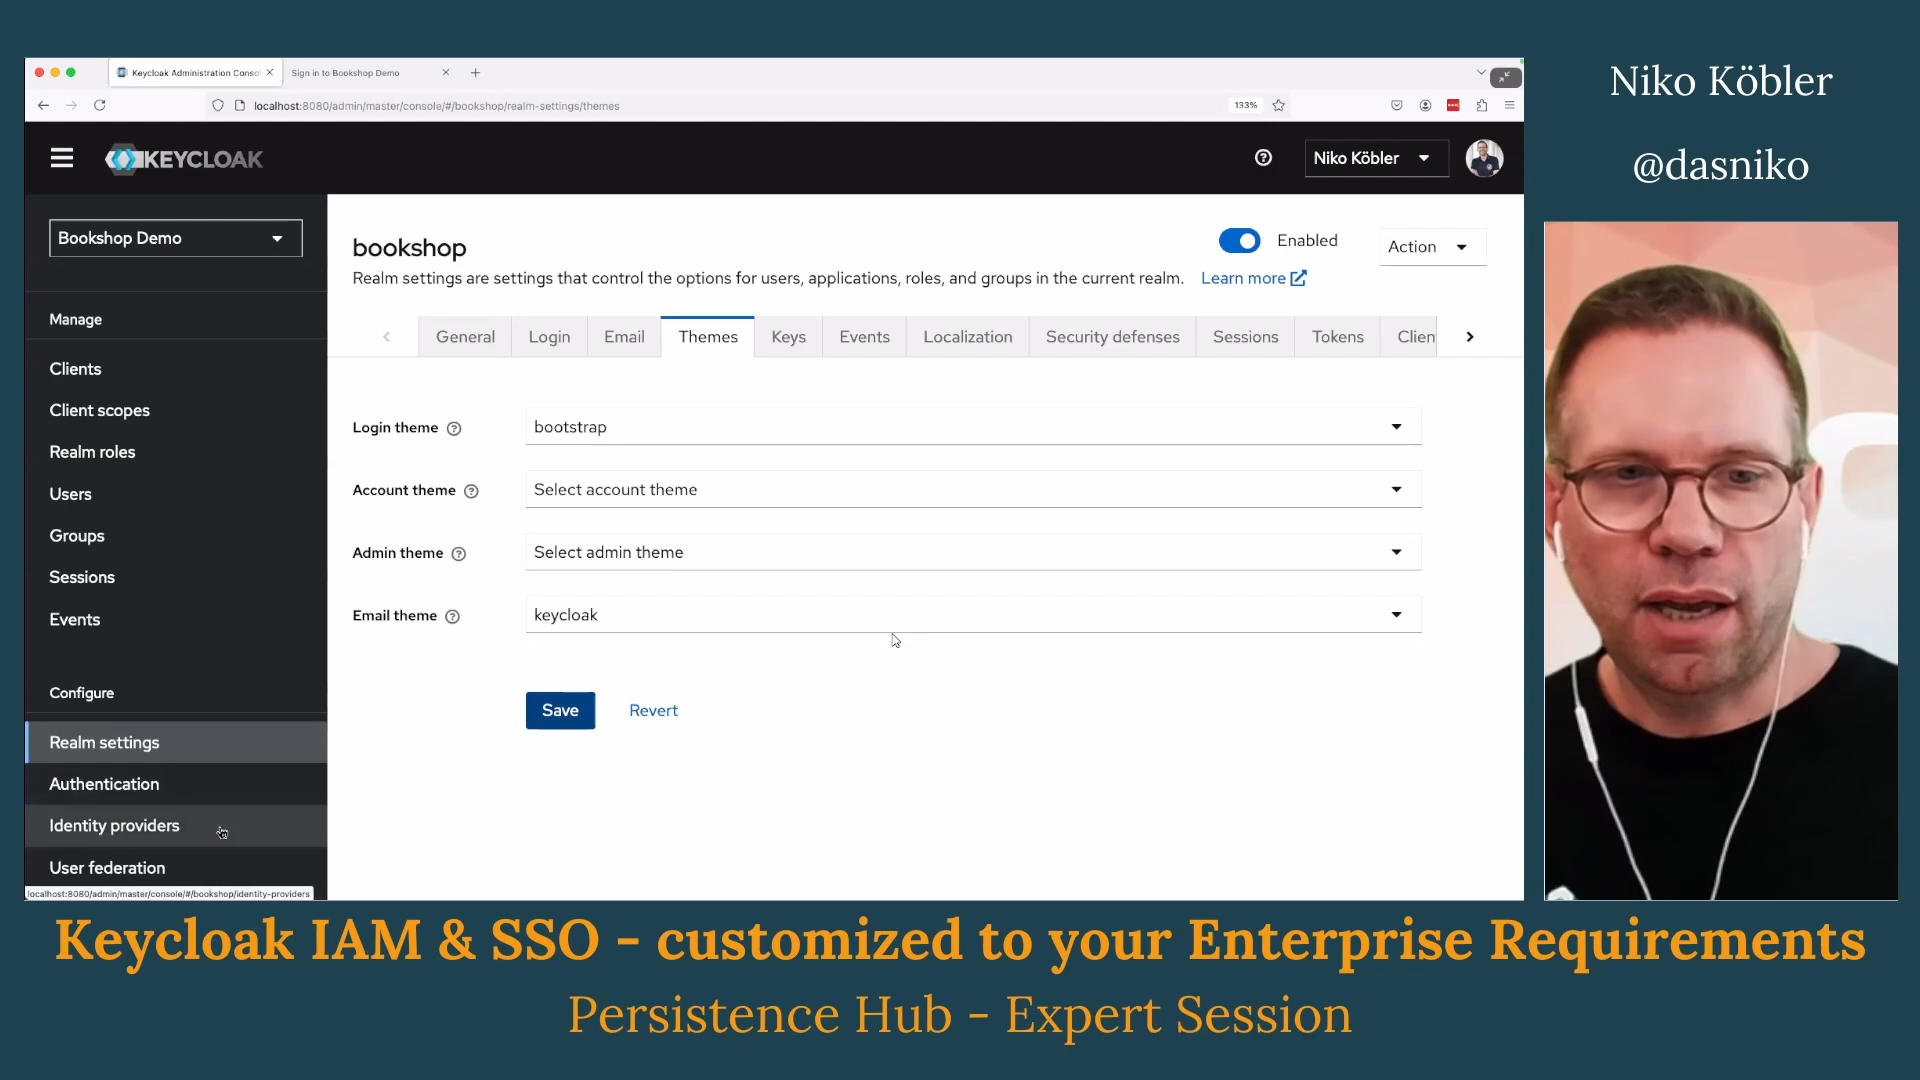 Keycloak Administration Consol
Sign in to Bookshop Demo
localhost:8080/admin/master/console/#/bookshop/realm-settings/themes
133%
KEYCLOAK
Niko Köbler
Bookshop Demo
Manage
Clients
Client scopes
Realm roles
Users
Groups
Sessions
Events
Configure
Realm settings
Authentication
Identity providers
User federation
localhost:8080/admin/master/console/#/bookshop/identity-providers
bookshop
Enabled
Action
Realm settings are settings that control the options for users, applications, roles, and groups in the current realm. Learn more
General Login Email Themes Keys Events Localization Security defenses Sessions Tokens Clien
Login theme bootstrap
Account theme Select account theme
Admin theme Select admin theme
Email theme keycloak
Save Revert
Niko Köbler
@dasniko
Keycloak IAM & SSO - customized to your Enterprise Requirements
Persistence Hub - Expert Session